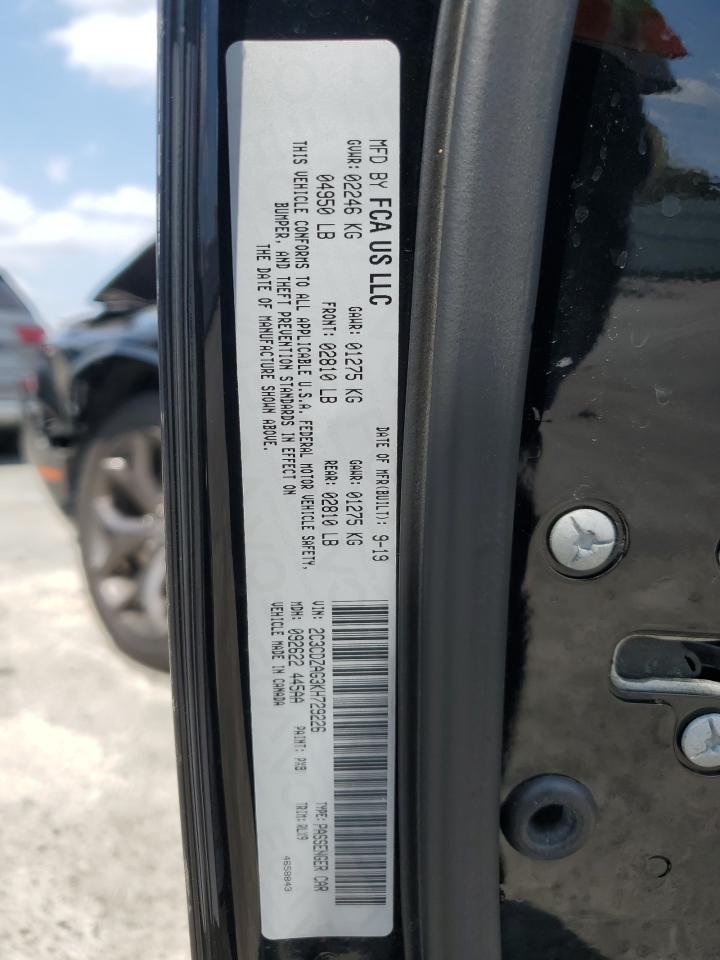 MFD BY FCA US LLC
DATE OF MFR(BUILT): 9-19
GVWR: 02246 KG GAWR: 01275 KG GAWR: 01275 KG
04950 LB FRONT: 02810 LB REAR: 02810 LB
THIS VEHICLE CONFORMS TO ALL APPLICABLE U.S.A. FEDERAL MOTOR VEHICLE SAFETY,
BUMPER, AND THEFT PREVENTION STANDARDS IN EFFECT ON
THE DATE OF MANUFACTURE SHOWN ABOVE.
VIN: 2C3CDZAG3KH729226 TYPE: PASSENGER CAR
MDH: 092622 445AA PAINT: PX8 TRIM: RLX9
VEHICLE MADE IN CANADA
4658843